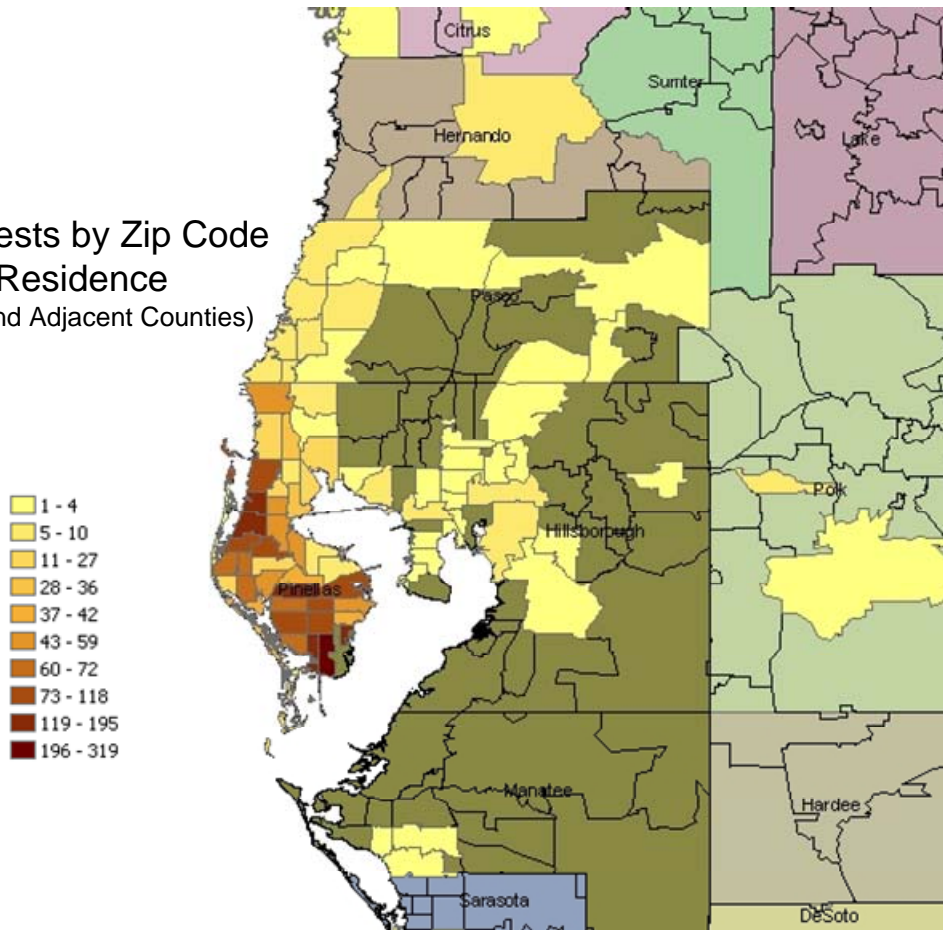 Citrus
Sumter
Hernando
Lake
ests by Zip Code
Residence
nd Adjacent Counties)
Pasco
Polk
1 - 4
5 - 10
11 - 27
28 - 36
37 - 42
43 - 59
60 - 72
73 - 118
119 - 195
196 - 319
Hillsborough
Pinellas
Manatee
Hardee
Sarasota
DeSoto